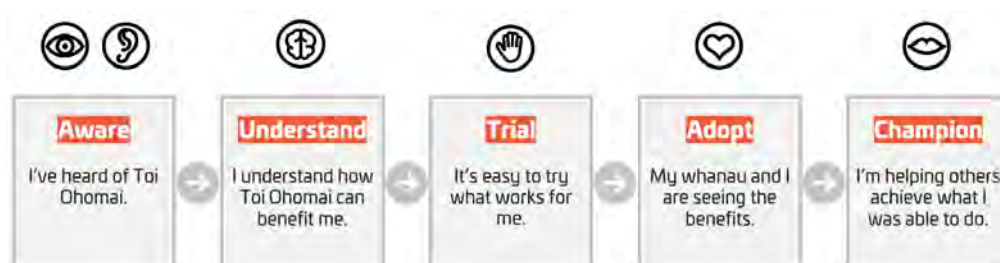 Aware
I've heard of Toi
Ohomai.
Understand
I understand how
Toi Ohomai can
benefit me.
Trial
It's easy to try
what works for
me.
Adopt
My whanau and I
are seeing the
benefits.
Champion
I'm helping others
achieve what I
was able to do.